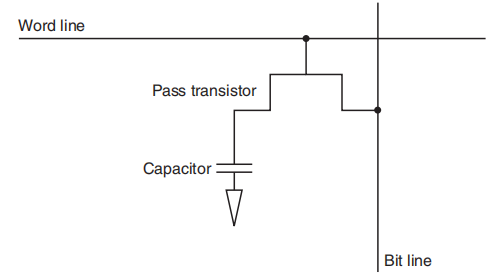 Word line
Pass transistor
Capacitor
Bit line